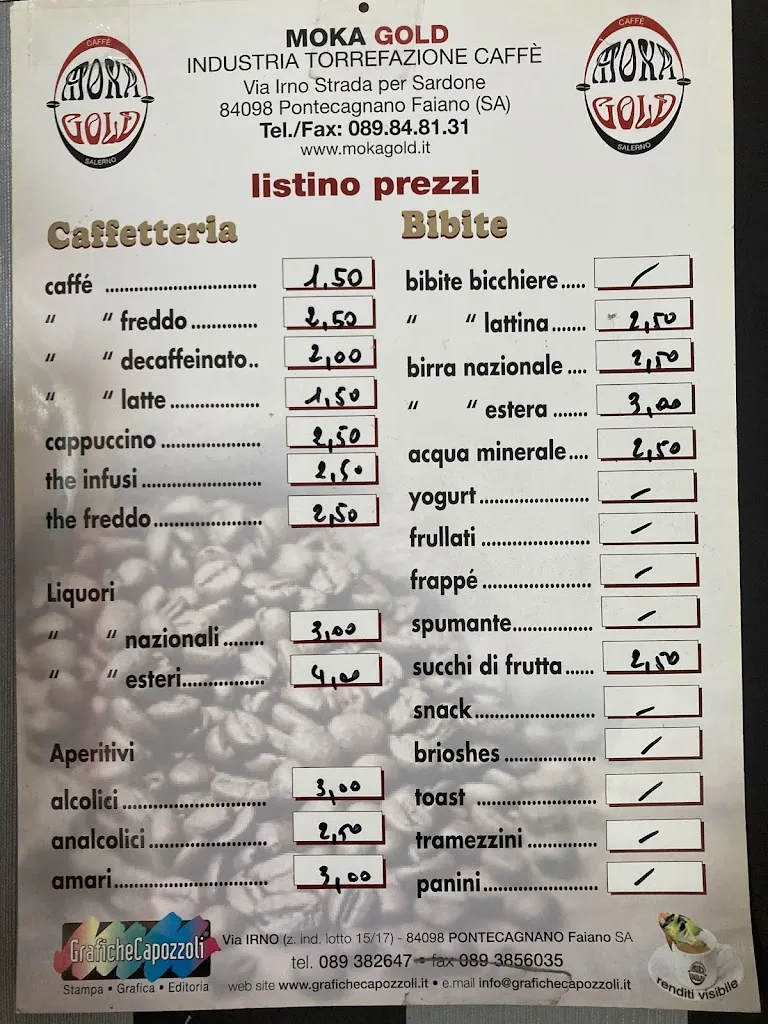 MOKA GOLD
INDUSTRIA TORREFAZIONE CAFFÈ
Via Irno Strada per Sardone
84098 Pontecagnano Faiano (SA)
Tel./Fax: 089.84.81.31
www.mokagold.it
CAFFÈ
MOKA
GOLD
SALERNO
CAFFÈ
MOKA
GOLD
SALERNO
listino prezzi
Caffetteria
caffé ............................. 1,50
" " freddo ............. 2,50
" " decaffeinato.. 2,00
" " latte ................. 1,50
cappuccino ................... 2,50
the infusi ....................... 2,50
the freddo ..................... 2,50
Liquori
" " nazionali ........ 3,00
" " esteri ................ 4,00
Aperitivi
alcolici ........................... 3,00
analcolici ...................... 2,50
amari ............................. 3,00
Bibite
bibite bicchiere ..... /
" " lattina ....... 2,50
birra nazionale .... 2,50
" " estera ....... 3,00
acqua minerale .... 2,50
yogurt ...................... /
frullati ..................... /
frappé ..................... /
spumante ................ /
succhi di frutta ...... 2,50
snack ....................... /
brioshes .................. /
toast ....................... /
tramezzini .............. /
panini ...................... /
GraficheCapozzoli
Stampa • Grafica • Editoria
Via IRNO (z. ind. lotto 15/17) - 84098 PONTECAGNANO Faiano SA
tel. 089 382647 - fax 089 3856035
web site www.grafichecapozzoli.it • e.mail info@grafichecapozzoli.it
renditi visibile